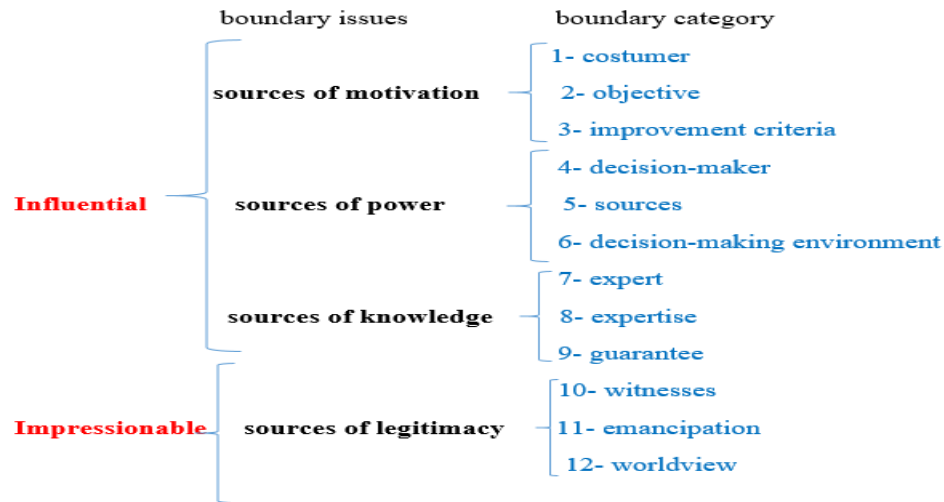 boundary issues boundary category
1- costumer
sources of motivation 2- objective
3- improvement criteria
4- decision-maker
Influential sources of power 5- sources
6- decision-making environment
7- expert
sources of knowledge 8- expertise
9- guarantee
10- witnesses
Impressionable sources of legitimacy 11- emancipation
12- worldview